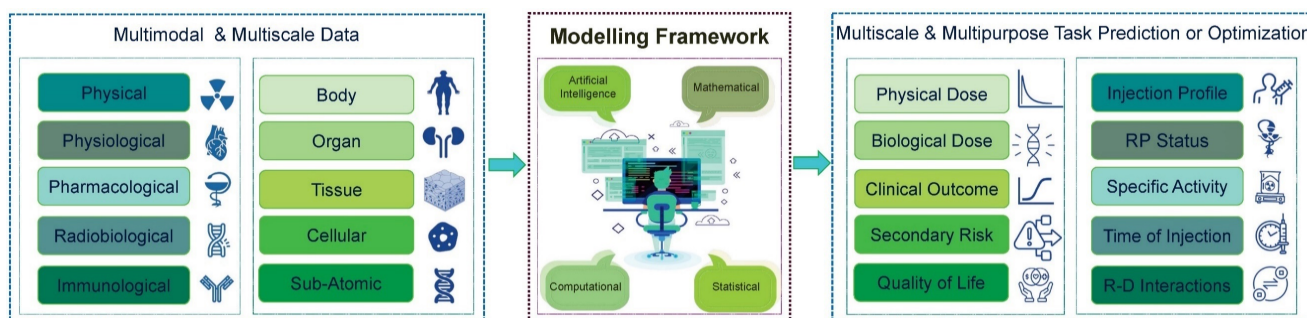 Multimodal & Multiscale Data
Physical
Physiological
Pharmacological
Radiobiological
Immunological
Body
Organ
Tissue
Cellular
Sub-Atomic
Modelling Framework
Artificial
Intelligence
Mathematical
Computational
Statistical
Multiscale & Multipurpose Task Prediction or Optimization
Physical Dose
Biological Dose
Clinical Outcome
Secondary Risk
Quality of Life
Injection Profile
RP Status
Specific Activity
Time of Injection
R-D Interactions